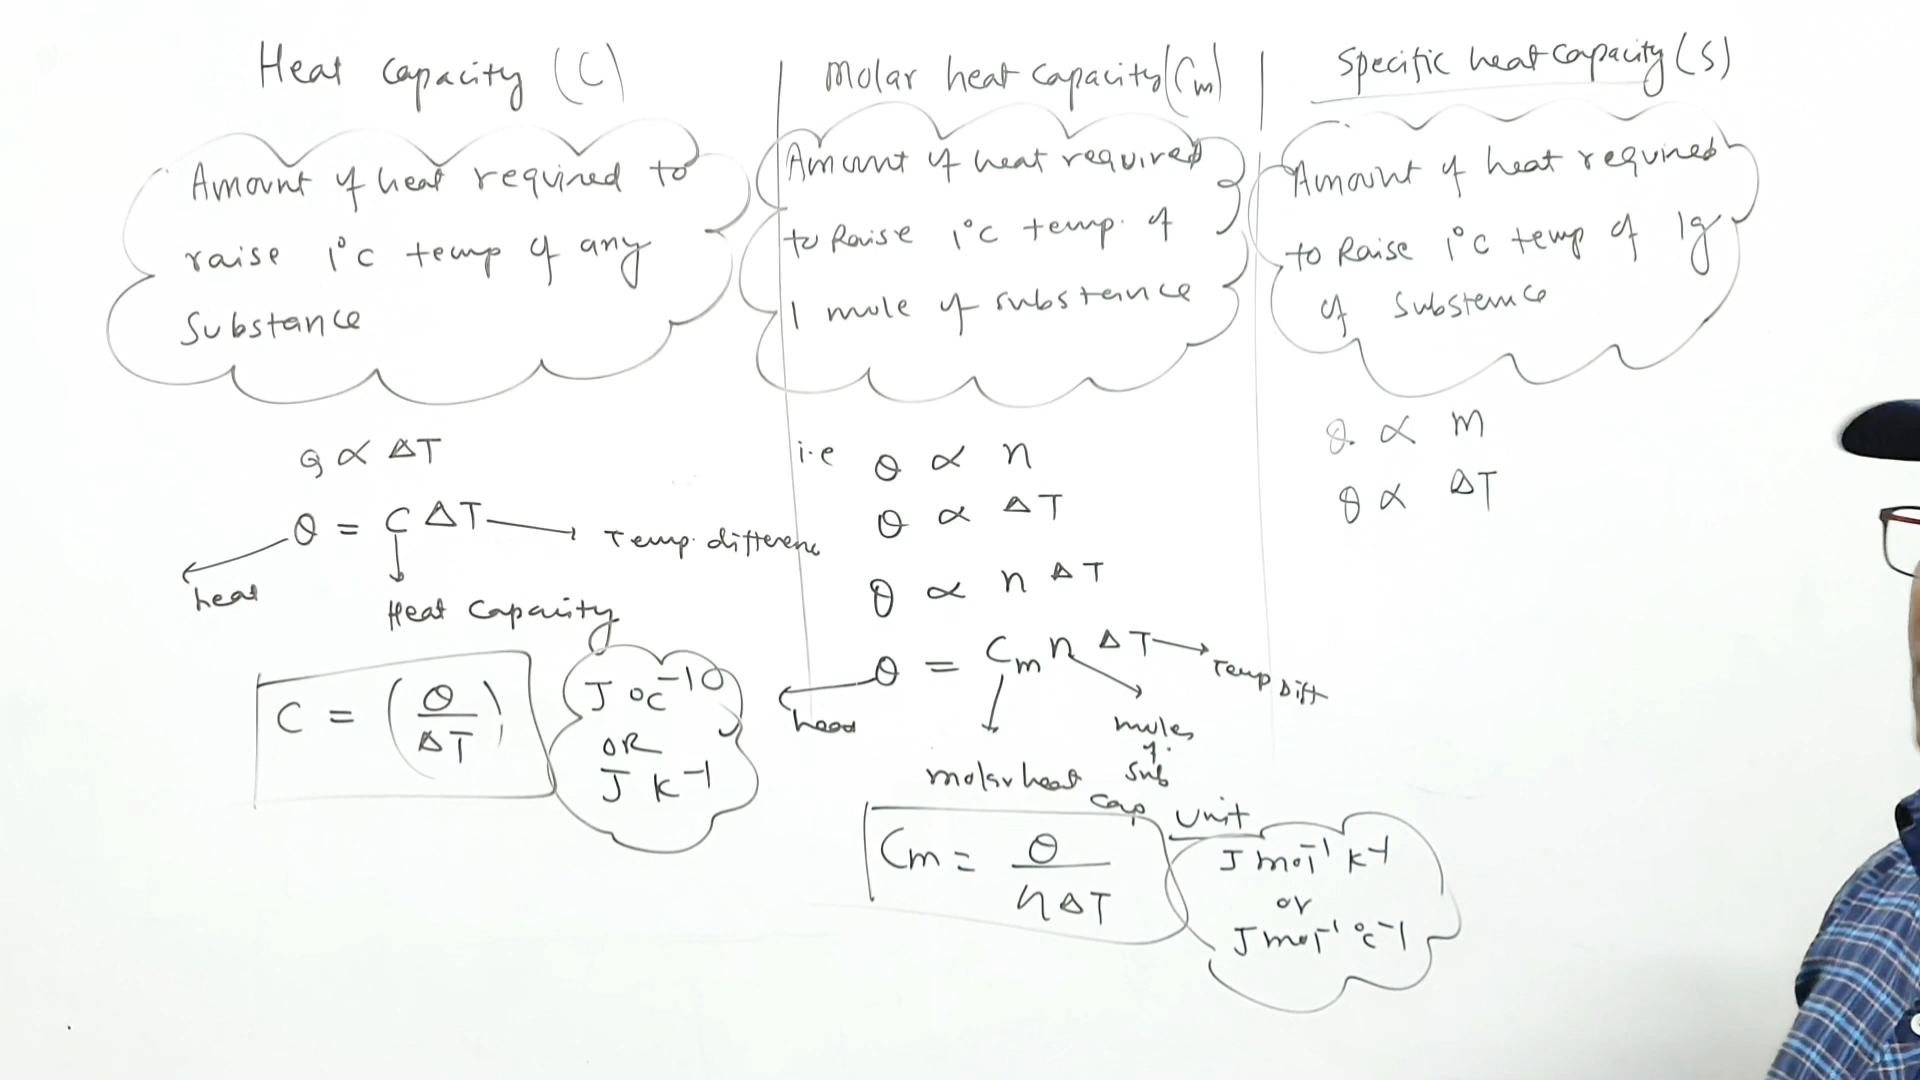 Heat Capacity (C)
Amount of heat required to
raise 1°C temp of any
Substance
Q ∝ ΔT
Q = C ΔT
Temp. differenc
heat
Heat Capacity
C = (Q/ΔT)
J °C⁻¹
OR
J K⁻¹
Molar heat capacity (Cm)
Amount of heat required
to Raise 1°C temp. of
1 mole of substance
i.e Q ∝ n
Q ∝ ΔT
Q ∝ n ΔT
Q = Cm n ΔT
Temp Diff
heat
moles
of
sub
molar heat
cap
Cm = Q/nΔT
Unit
J mol⁻¹ K⁻¹
or
J mol⁻¹ °C⁻¹
Specific heat capacity (S)
Amount of heat required
to Raise 1°C temp of 1g
of Substance
Q ∝ m
Q ∝ ΔT